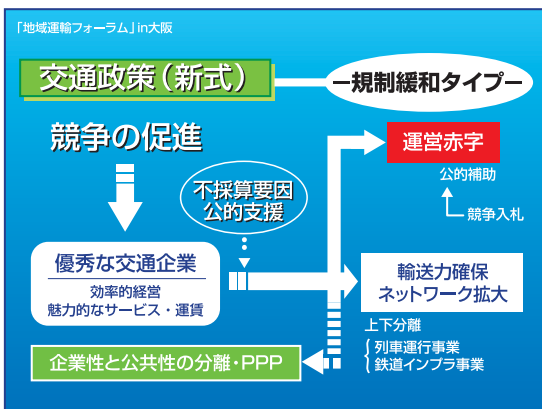 「地域運輸フォーラム」in大阪
交通政策（新式）
ー規制緩和タイプー
競争の促進
運営赤字
公的補助
競争入札
不採算要因
公的支援
優秀な交通企業
効率的経営
魅力的なサービス・運賃
輸送力確保
ネットワーク拡大
上下分離
列車運行事業
鉄道インプラ事業
企業性と公共性の分離・PPP